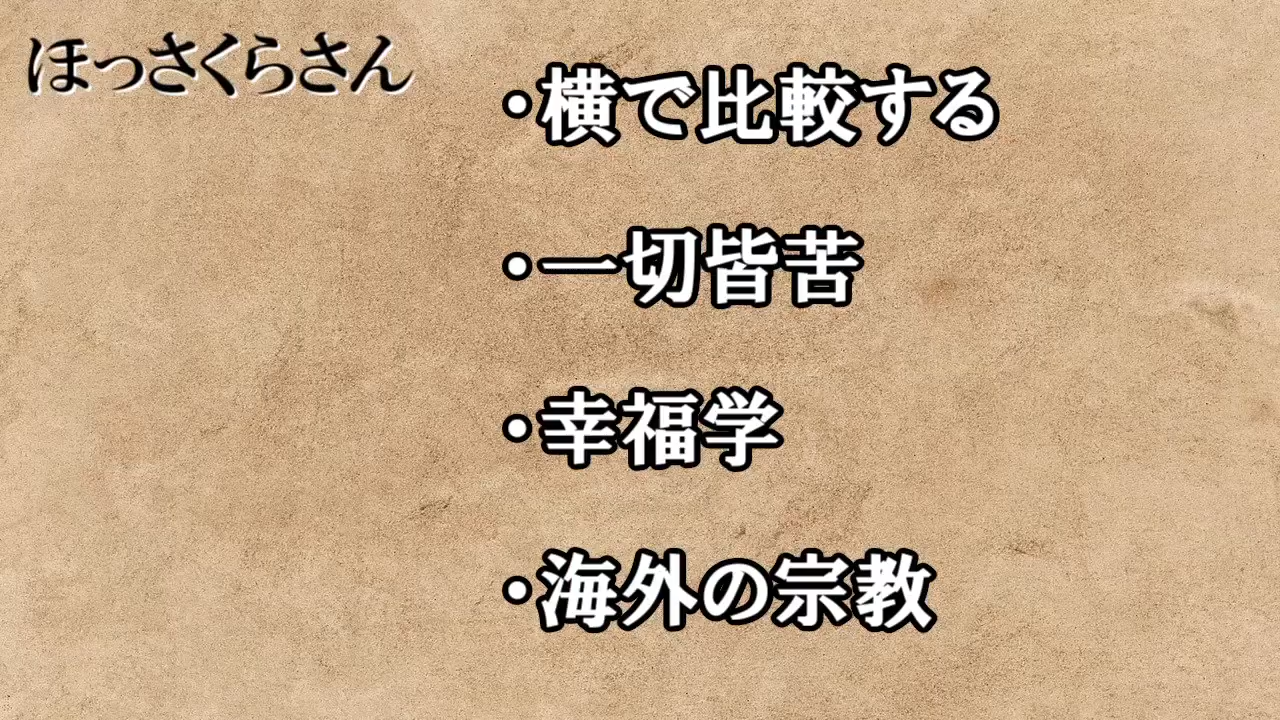 ほっさくらさん
・横で比較する
・一切皆苦
・幸福学
・海外の宗教